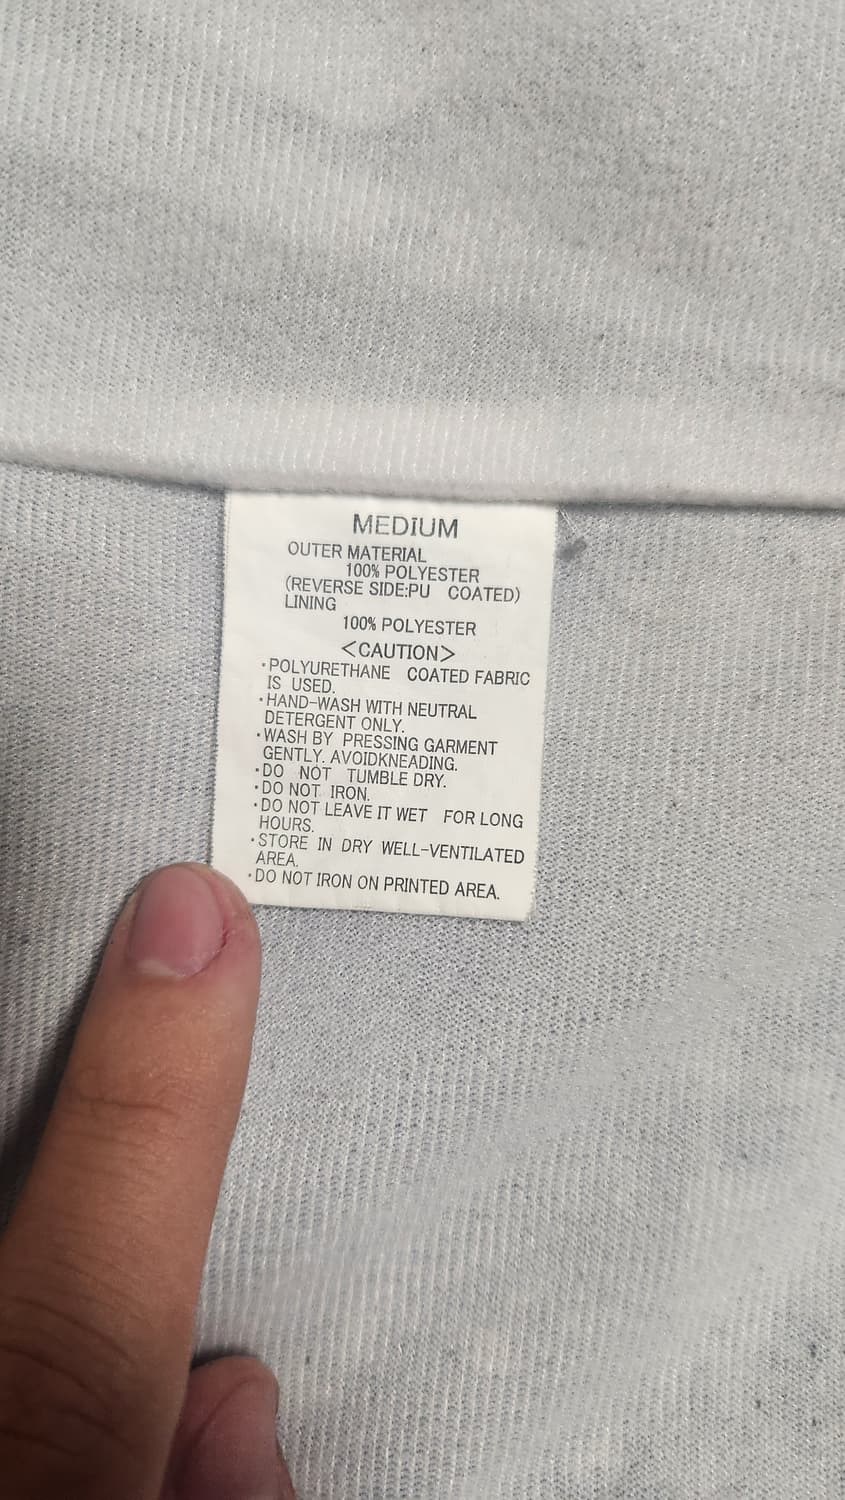 MEDIUM
OUTER MATERIAL
100% POLYESTER
(REVERSE SIDE:PU COATED)
LINING
100% POLYESTER
<CAUTION>
·POLYURETHANE COATED FABRIC
IS USED.
·HAND-WASH WITH NEUTRAL
DETERGENT ONLY.
·WASH BY PRESSING GARMENT
GENTLY. AVOIDKNEADING.
·DO NOT TUMBLE DRY.
·DO NOT IRON.
·DO NOT LEAVE IT WET FOR LONG
HOURS.
·STORE IN DRY WELL-VENTILATED
AREA.
·DO NOT IRON ON PRINTED AREA.